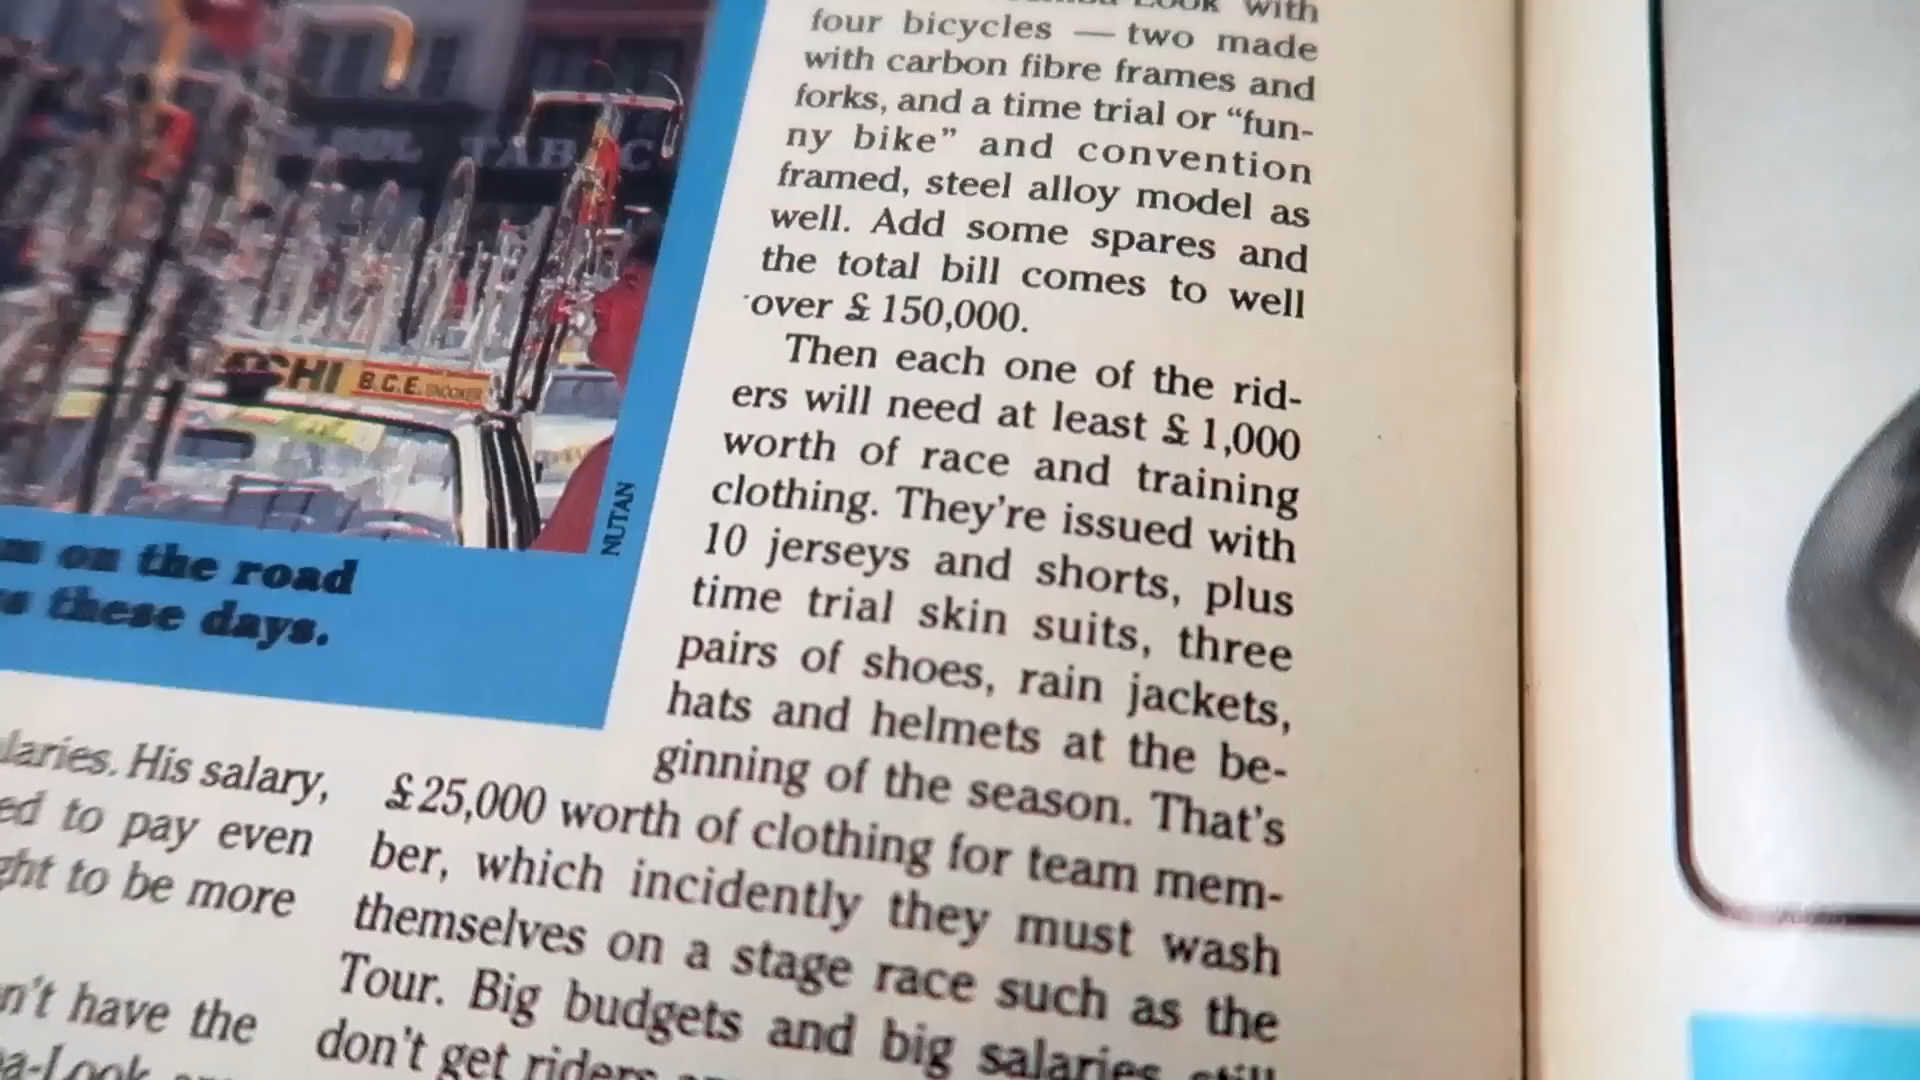 TABAC
B.C.E. SNOOKER
NUTAN
on the road
these days.
Look with
four bicycles — two made
with carbon fibre frames and
forks, and a time trial or “fun-
ny bike” and convention
framed, steel alloy model as
well. Add some spares and
the total bill comes to well
over £150,000.
Then each one of the rid-
ers will need at least £1,000
worth of race and training
clothing. They're issued with
10 jerseys and shorts, plus
time trial skin suits, three
pairs of shoes, rain jackets,
hats and helmets at the be-
ginning of the season. That's
£25,000 worth of clothing for team mem-
ber, which incidently they must wash
themselves on a stage race such as the
Tour. Big budgets and big salaries still
don't get riders
laries. His salary,
ed to pay even
ght to be more
n't have the
a-Look